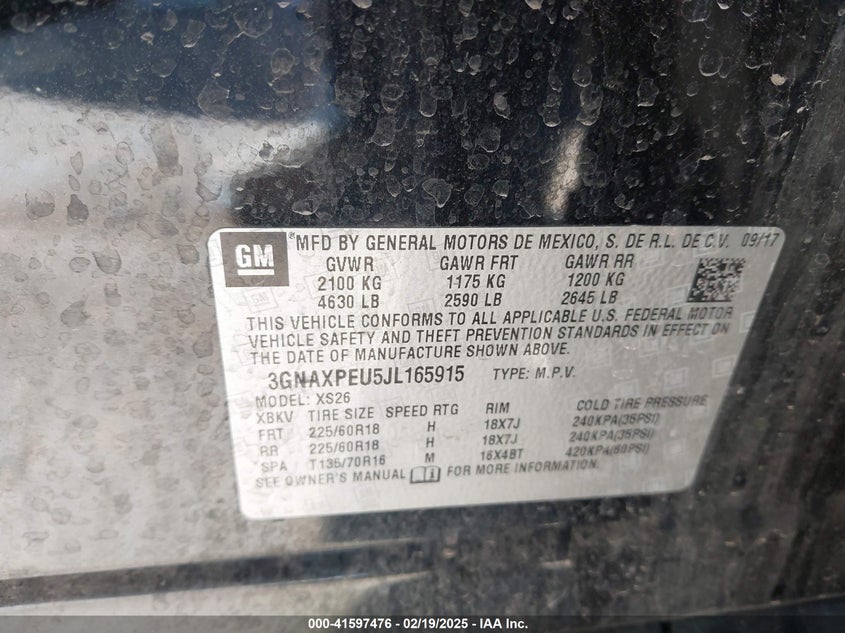 GM
® MFD BY GENERAL MOTORS DE MEXICO, S. DE R.L. DE C.V. 09/17
GVWR GAWR FRT GAWR RR
2100 KG 1175 KG 1200 KG
4630 LB 2590 LB 2645 LB
THIS VEHICLE CONFORMS TO ALL APPLICABLE U.S. FEDERAL MOTOR
VEHICLE SAFETY AND THEFT PREVENTION STANDARDS IN EFFECT ON
THE DATE OF MANUFACTURE SHOWN ABOVE.
3GNAXPEU5JL165915 TYPE: M.P.V.
MODEL: XS26
XBKV TIRE SIZE SPEED RTG RIM COLD TIRE PRESSURE
FRT 225/60R18 H 18X7J 240KPA(35PSI)
RR 225/60R18 H 18X7J 240KPA(35PSI)
SPA T135/70R16 M 16X4BT 420KPA(60PSI)
SEE OWNER'S MANUAL FOR MORE INFORMATION.
000-41597476 - 02/19/2025 - IAA Inc.